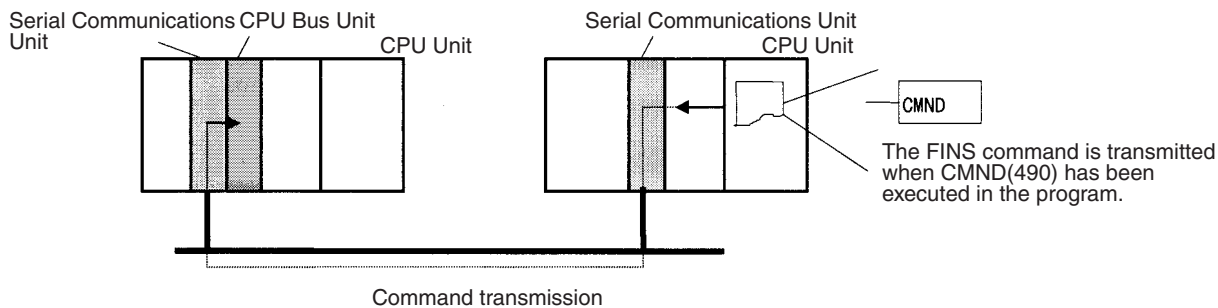 Serial Communications Unit
CPU Bus Unit
CPU Unit
Serial Communications Unit
CPU Unit
CMND
The FINS command is transmitted
when CMND(490) has been
executed in the program.
Command transmission